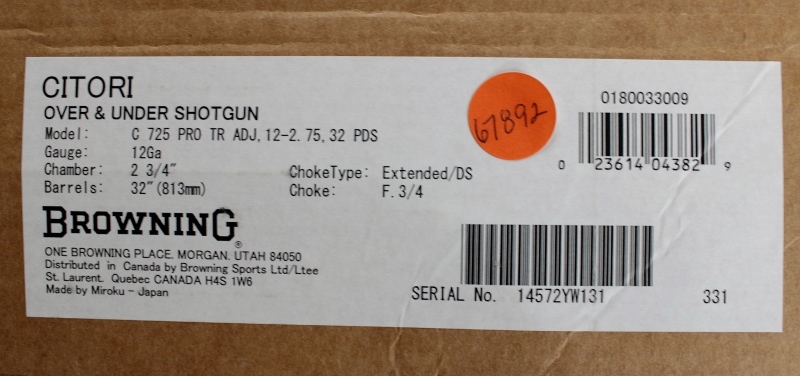 CITORI
OVER & UNDER SHOTGUN
Model: C 725 PRO TR ADJ, 12-2. 75, 32 PDS
Gauge: 12Ga
Chamber: 2 3/4" ChokeType: Extended/DS
Barrels: 32"(813mm) Choke: F. 3/4
67892
0180033009
0 23614 04382 9
BROWNING®
ONE BROWNING PLACE. MORGAN. UTAH 84050
Distributed in Canada by Browning Sports Ltd/Ltee
St. Laurent. Quebec CANADA H4S 1W6
Made by Miroku - Japan
SERIAL No. 14572YW131 331